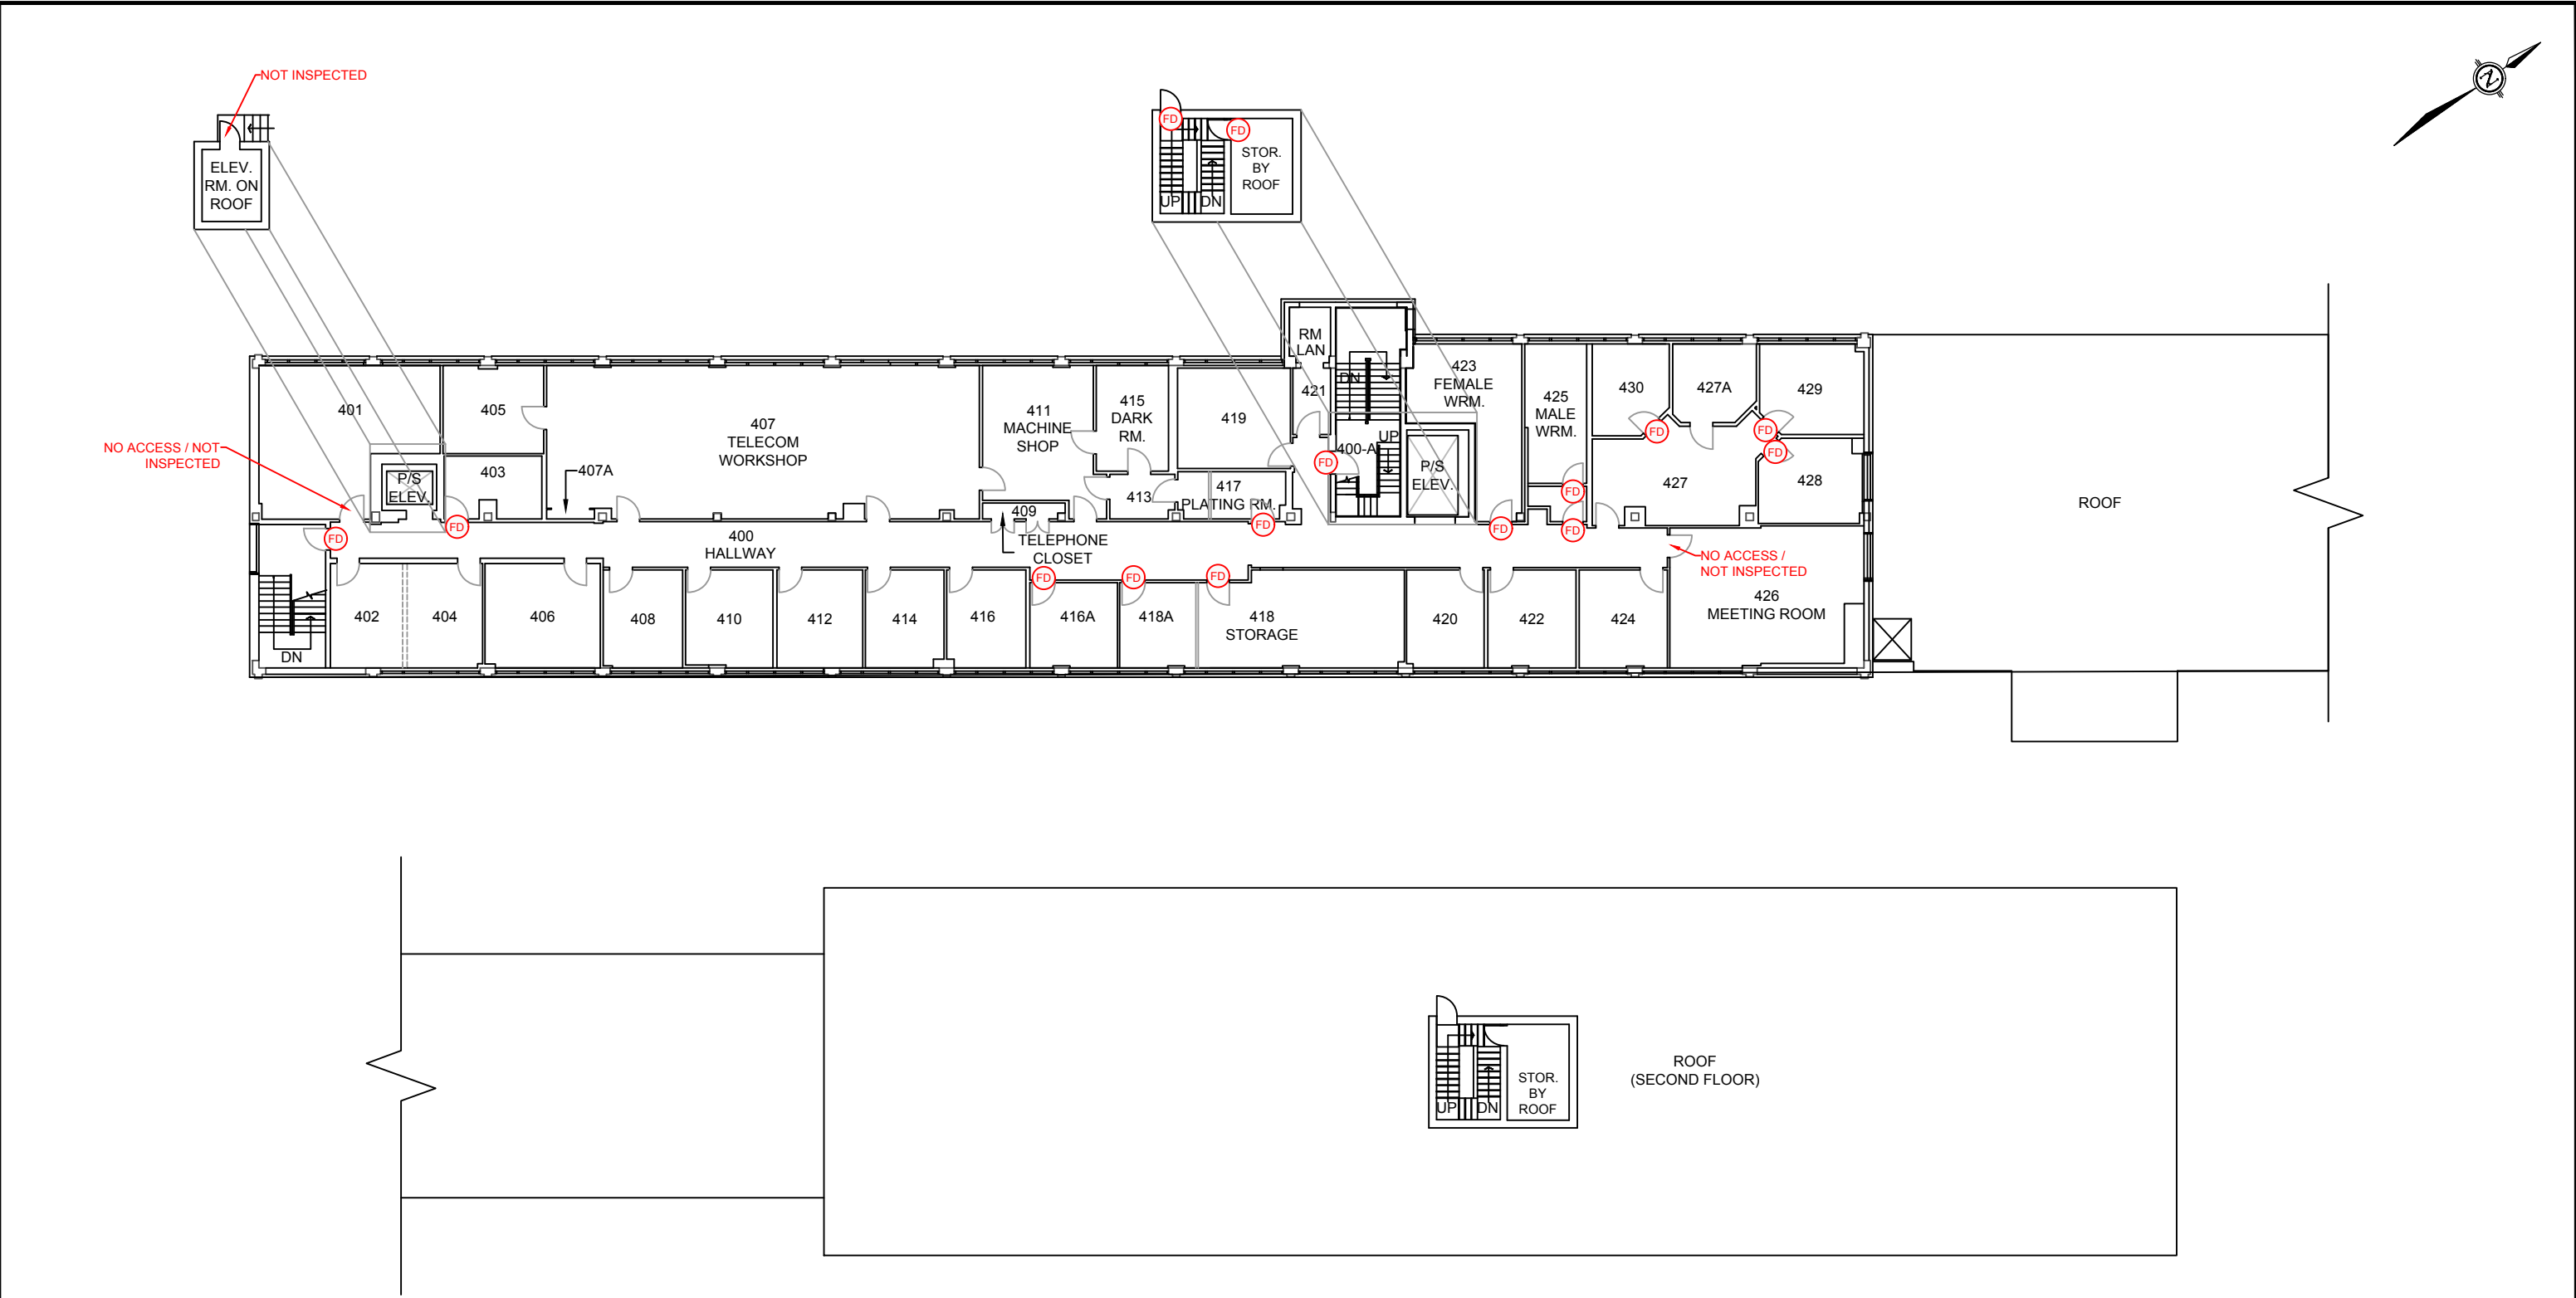 NOT INSPECTED
ELEV.
RM. ON
ROOF
FD
FD
STOR.
BY
ROOF
UP
DN
N
RM
LAN
DN
421
400-A
UP
P/S
ELEV.
423
FEMALE
WRM.
425
MALE
WRM.
430
427A
429
427
428
ROOF
NO ACCESS / NOT
INSPECTED
401
405
403
P/S
ELEV.
407A
407
TELECOM
WORKSHOP
411
MACHINE
SHOP
415
DARK
RM.
419
413
417
PLATING RM.
409
TELEPHONE
CLOSET
400
HALLWAY
FD
FD
FD
FD
FD
FD
FD
FD
FD
FD
FD
FD
FD
NO ACCESS /
NOT INSPECTED
426
MEETING ROOM
DN
402
404
406
408
410
412
414
416
416A
418A
418
STORAGE
420
422
424
STOR.
BY
ROOF
UP
DN
ROOF
(SECOND FLOOR)